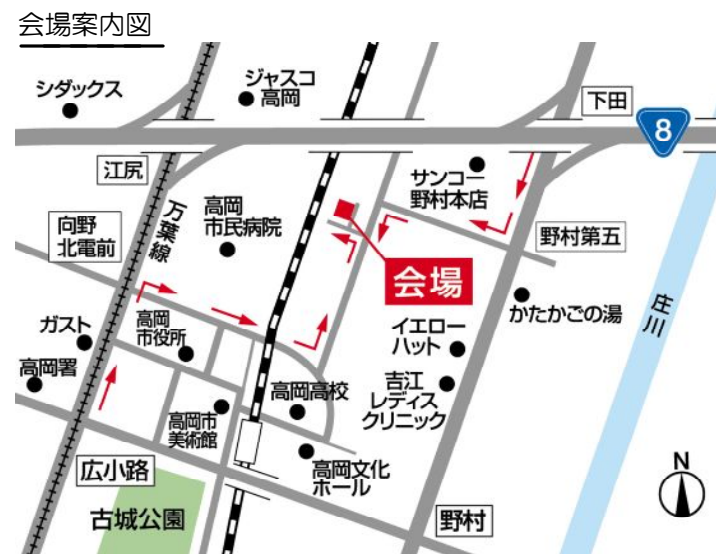 会場案内図
シダックス
ジャスコ
高岡
下田
8
江尻
サンコー
野村本店
向野
北電前
万葉線
高岡
市民病院
野村第五
会場
かたかごの湯
庄川
ガスト
高岡
市役所
イエロー
ハット
高岡署
高岡高校
吉江
レディス
クリニック
高岡市
美術館
広小路
高岡文化
ホール
N
古城公園
野村